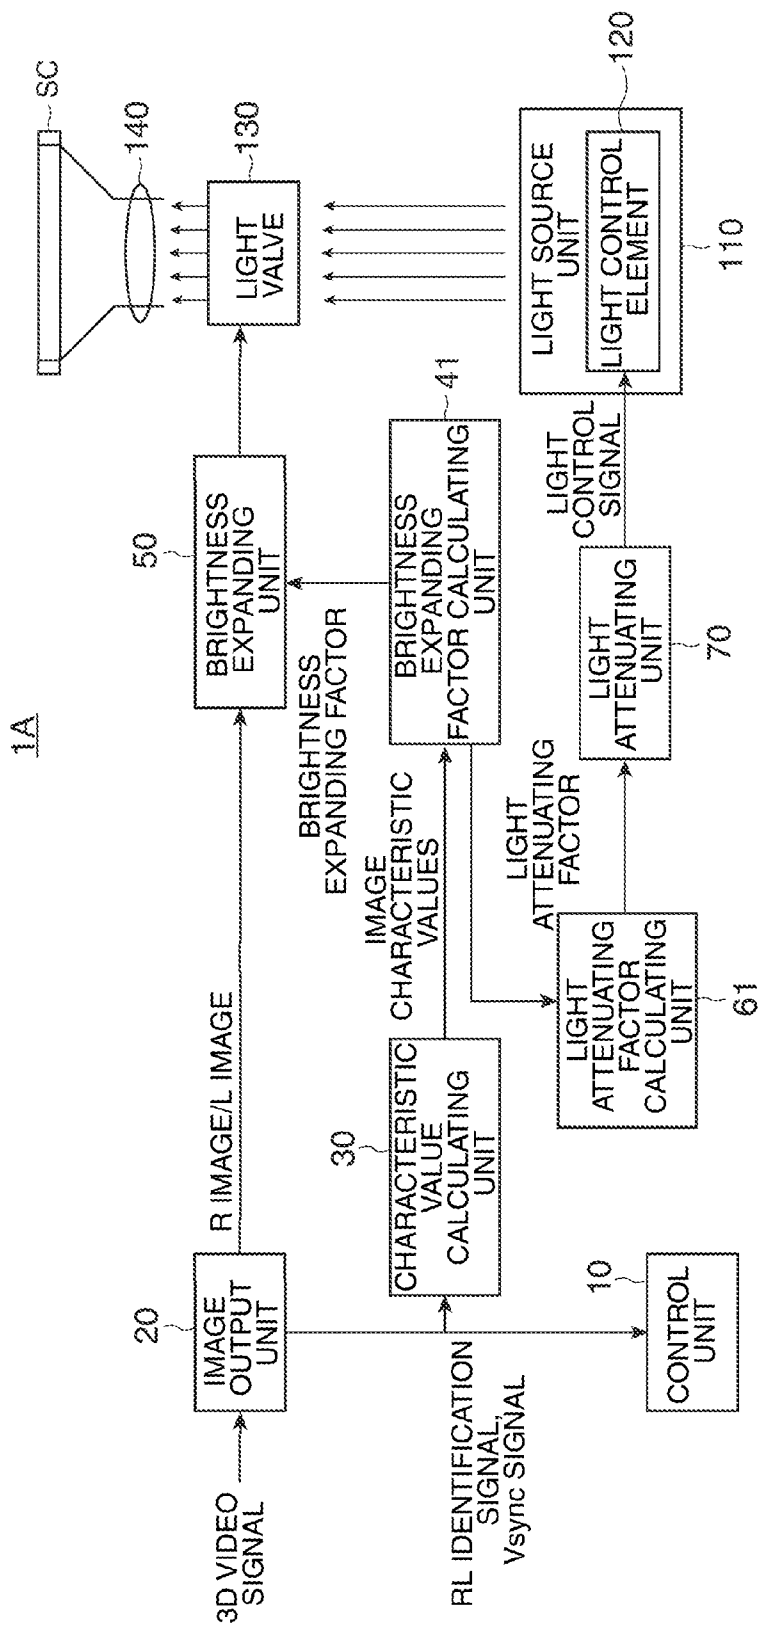 1A
3D VIDEO
SIGNAL
20
IMAGE
OUTPUT
UNIT
R IMAGE/L IMAGE
50
BRIGHTNESS
EXPANDING
UNIT
130
LIGHT
VALVE
140
SC
RL IDENTIFICATION
SIGNAL,
Vsync SIGNAL
30
CHARACTERISTIC
VALUE
CALCULATING
UNIT
IMAGE
CHARACTERISTIC
VALUES
BRIGHTNESS
EXPANDING FACTOR
41
BRIGHTNESS
EXPANDING
FACTOR CALCULATING
UNIT
10
CONTROL
UNIT
LIGHT
ATTENUATING
FACTOR
CALCULATING
UNIT
61
LIGHT
ATTENUATING
FACTOR
LIGHT
ATTENUATING
UNIT
70
LIGHT
CONTROL
SIGNAL
LIGHT SOURCE
UNIT
LIGHT CONTROL
ELEMENT
120
110